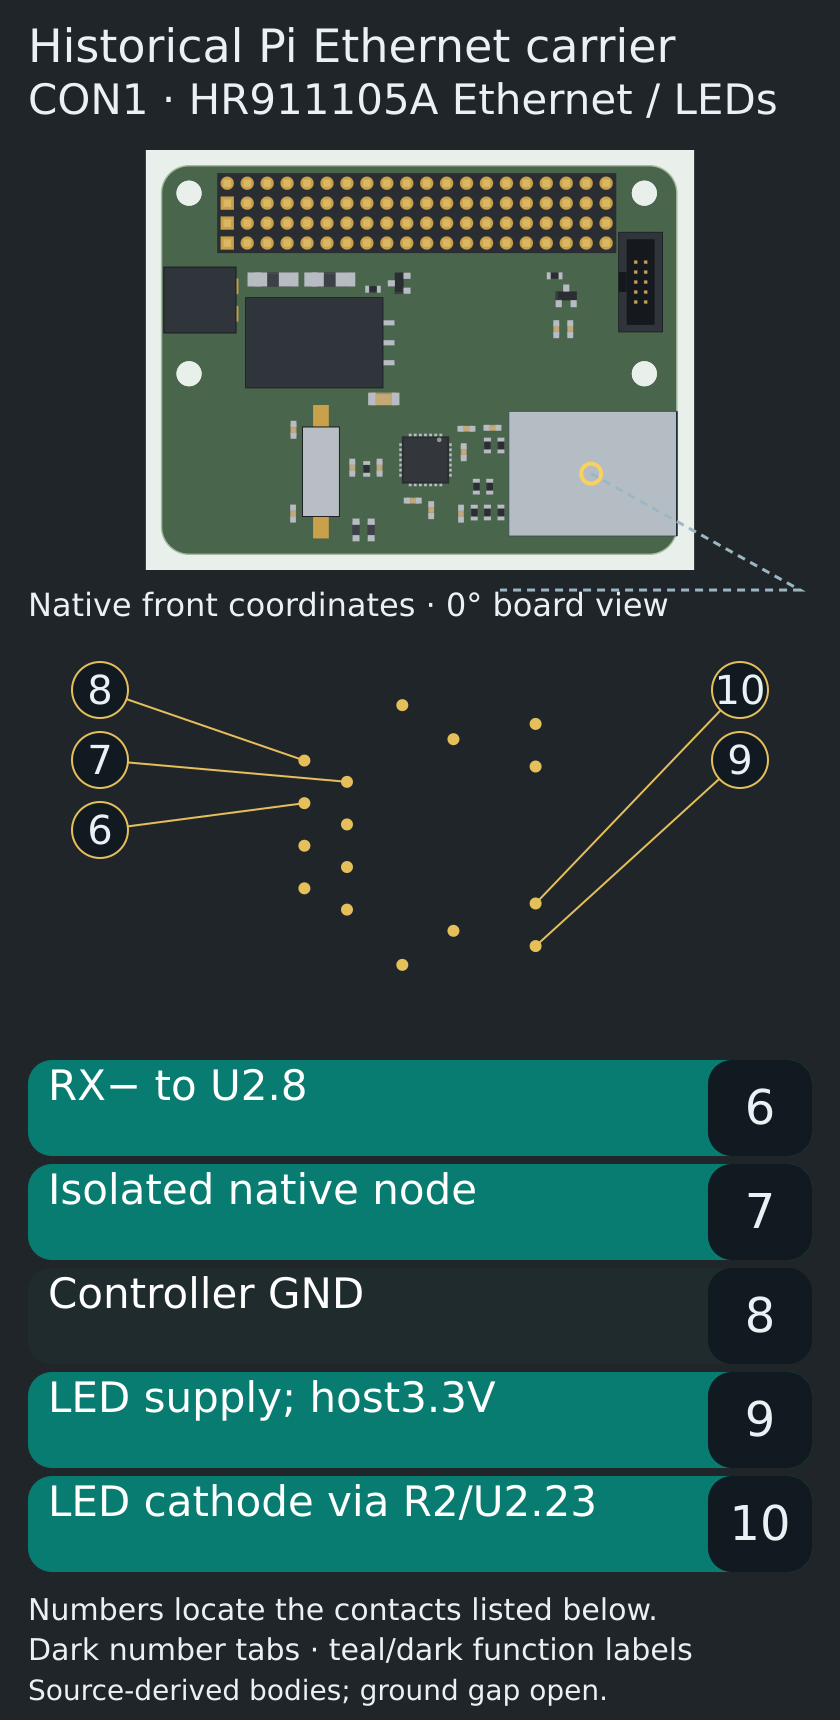 Historical Pi Ethernet carrier
CON1 · HR911105A Ethernet / LEDs
Native front coordinates · 0° board view
8
10
7
9
6
RX− to U2.8
6
Isolated native node
7
Controller GND
8
LED supply; host3.3V
9
LED cathode via R2/U2.23
10
Numbers locate the contacts listed below.
Dark number tabs · teal/dark function labels
Source-derived bodies; ground gap open.